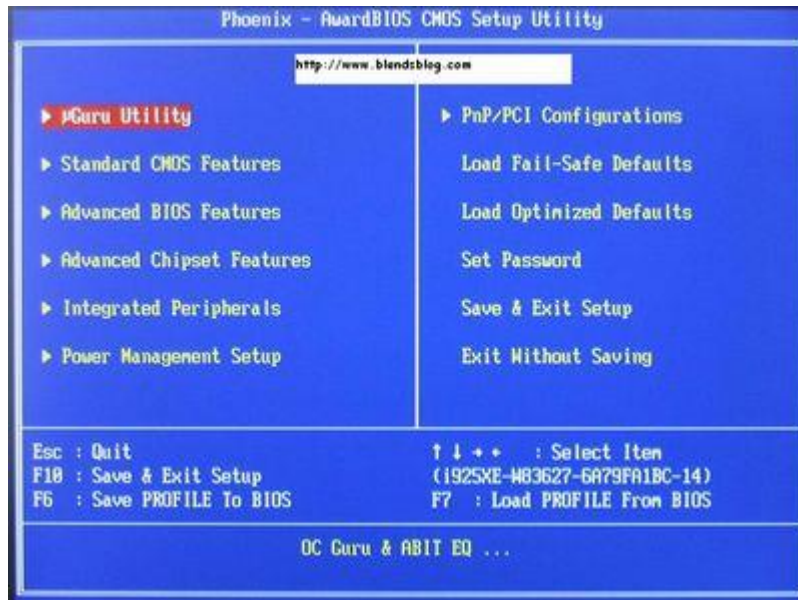 Phoenix - AwardBIOS CMOS Setup Utility
http://www.blendsblog.com
▶ µGuru Utility
▶ Standard CMOS Features
▶ Advanced BIOS Features
▶ Advanced Chipset Features
▶ Integrated Peripherals
▶ Power Management Setup
▶ PnP/PCI Configurations
Load Fail-Safe Defaults
Load Optimized Defaults
Set Password
Save & Exit Setup
Exit Without Saving
Esc : Quit
F10 : Save & Exit Setup
F6 : Save PROFILE To BIOS
↑ ↓ → ← : Select Item
(i925XE-W83627-6A79FA1BC-14)
F7 : Load PROFILE From BIOS
OC Guru & ABIT EQ ...